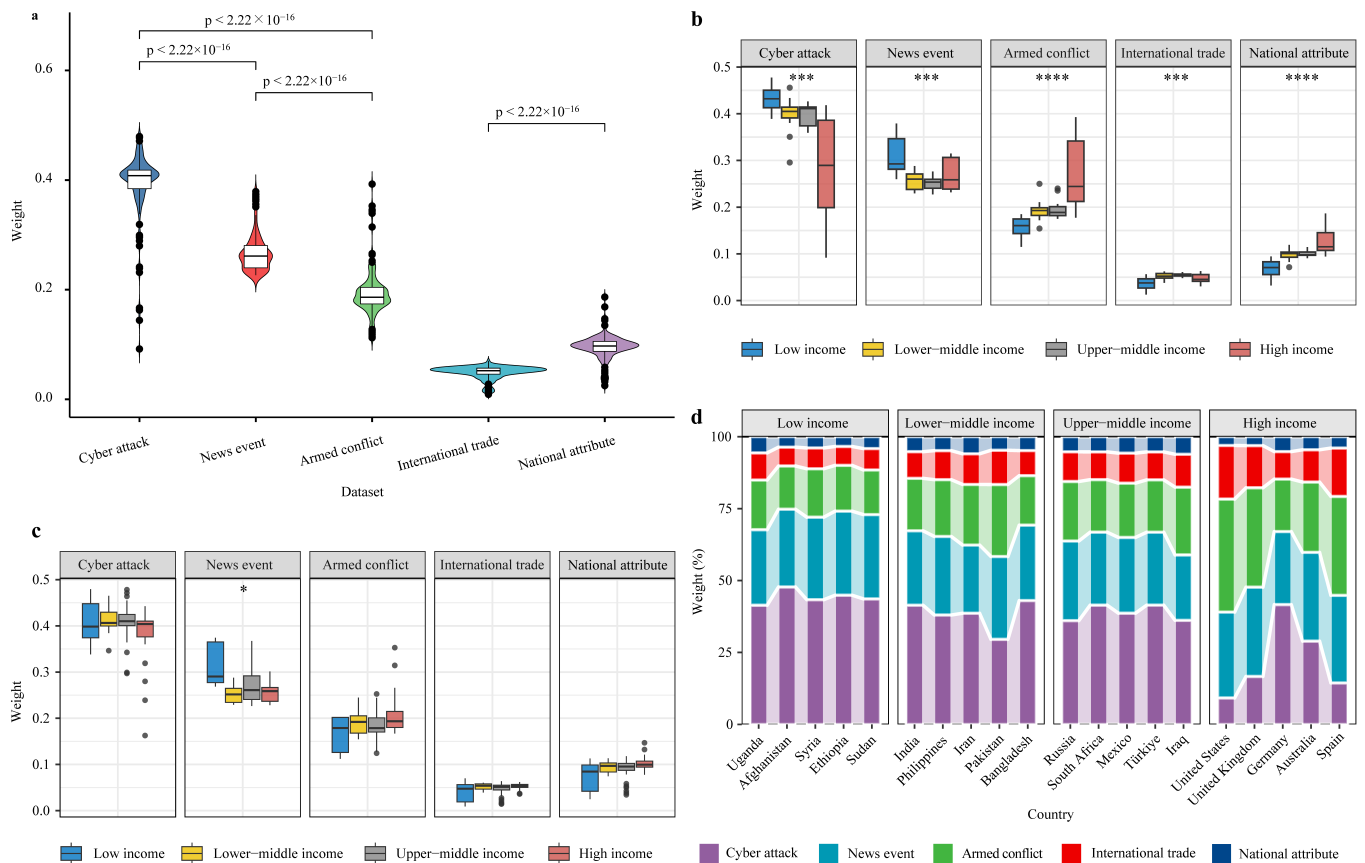 a
p < 2.22 × 10−16
p < 2.22×10−16
p < 2.22×10−16
p < 2.22×10−16
Weight
0.6
0.4
0.2
0.0
Cyber attack
News event
Armed conflict
International trade
National attribute
Dataset
b
Cyber attack
News event
Armed conflict
International trade
National attribute
***
***
****
***
****
Weight
0.5
0.4
0.3
0.2
0.1
0.0
Low income
Lower−middle income
Upper−middle income
High income
c
Cyber attack
News event
Armed conflict
International trade
National attribute
*
Weight
0.5
0.4
0.3
0.2
0.1
0.0
Low income
Lower−middle income
Upper−middle income
High income
d
Low income
Lower−middle income
Upper−middle income
High income
Weight (%)
100
75
50
25
0
Uganda
Afghanistan
Syria
Ethiopia
Sudan
India
Philippines
Iran
Pakistan
Bangladesh
Russia
South Africa
Mexico
Türkiye
Iraq
United States
United Kingdom
Germany
Australia
Spain
Country
Cyber attack
News event
Armed conflict
International trade
National attribute